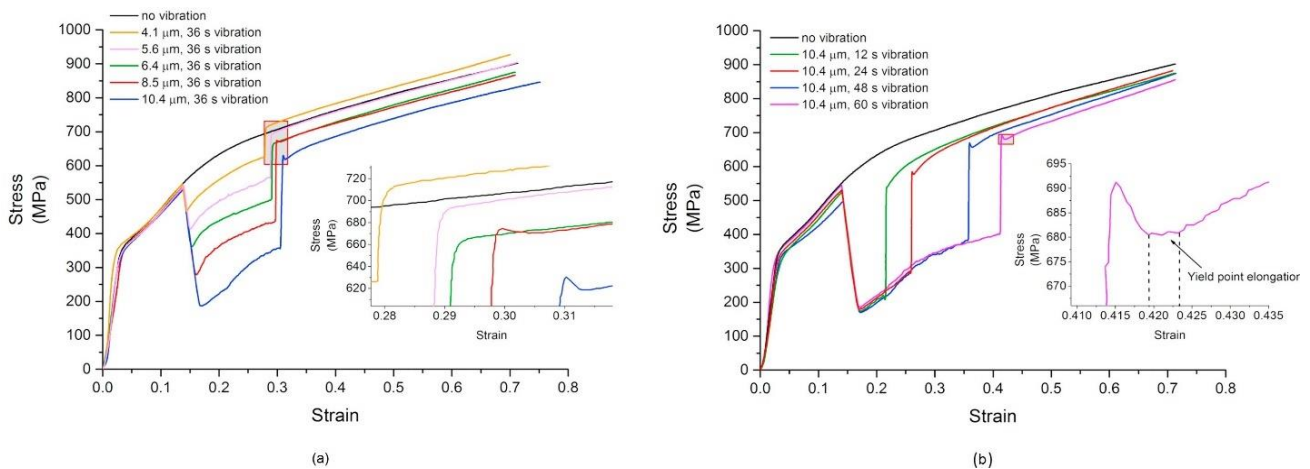 no vibration
4.1 μm, 36 s vibration
5.6 μm, 36 s vibration
6.4 μm, 36 s vibration
8.5 μm, 36 s vibration
10.4 μm, 36 s vibration
1000
900
800
700
600
500
400
300
200
100
0
Stress
(MPa)
0.0
0.1
0.2
0.3
0.4
0.5
0.6
0.7
0.8
Strain
720
700
680
660
640
620
Stress
(MPa)
0.28
0.29
0.30
0.31
Strain
(a)
no vibration
10.4 μm, 12 s vibration
10.4 μm, 24 s vibration
10.4 μm, 48 s vibration
10.4 μm, 60 s vibration
1000
900
800
700
600
500
400
300
200
100
0
Stress
(MPa)
0.0
0.1
0.2
0.3
0.4
0.5
0.6
0.7
0.8
Strain
695
690
685
680
675
670
Stress
(MPa)
Yield point elongation
0.410
0.415
0.420
0.425
0.430
0.435
Strain
(b)